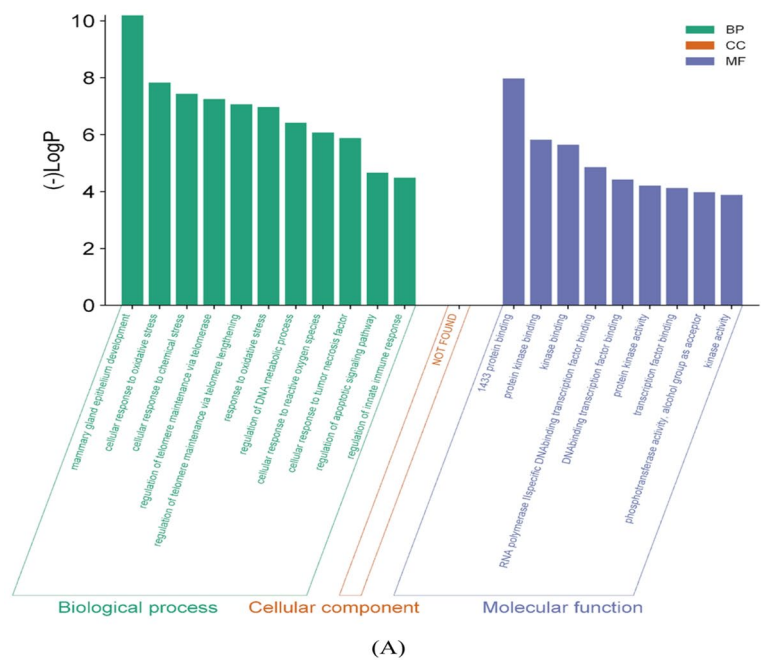 10
8
6
4
2
0
(-)LogP
BP
CC
MF
mammary gland epithelium development
cellular response to oxidative stress
cellular response to chemical stress
regulation of telomere maintenance via telomerase
regulation of telomere maintenance via telomere lengthening
response to oxidative stress
regulation of DNA metabolic process
cellular response to reactive oxygen species
cellular response to tumor necrosis factor
regulation of apoptotic signaling pathway
regulation of innate immune response
NOT FOUND
1433 protein binding
protein kinase binding
kinase binding
RNA polymerase IIspecific DNAbinding transcription factor binding
DNAbinding transcription factor binding
protein kinase activity
transcription factor binding
phosphotransferase activity, alcohol group as acceptor
kinase activity
Biological process
Cellular component
Molecular function
(A)